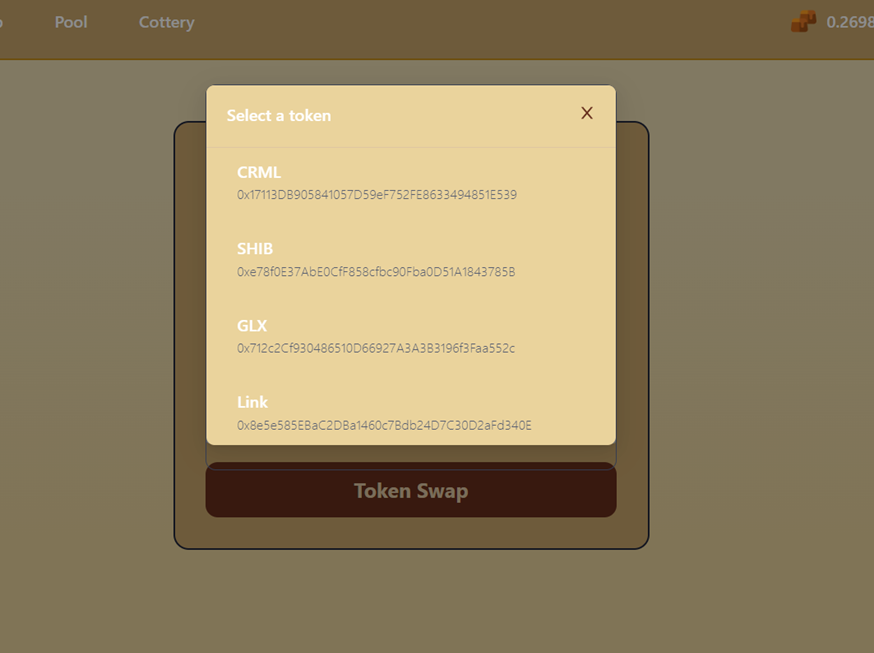 Pool
Cottery
0.2698
Select a token
X
CRML
0x17113DB905841057D59eF752FE8633494851E539
SHIB
0xe78f0E37AbE0CfF858cfbc90Fba0D51A1843785B
GLX
0x712c2Cf930486510D66927A3A3B3196f3Faa552c
Link
0x8e5e585EBaC2DBa1460c7Bdb24D7C30D2aFd340E
Token Swap